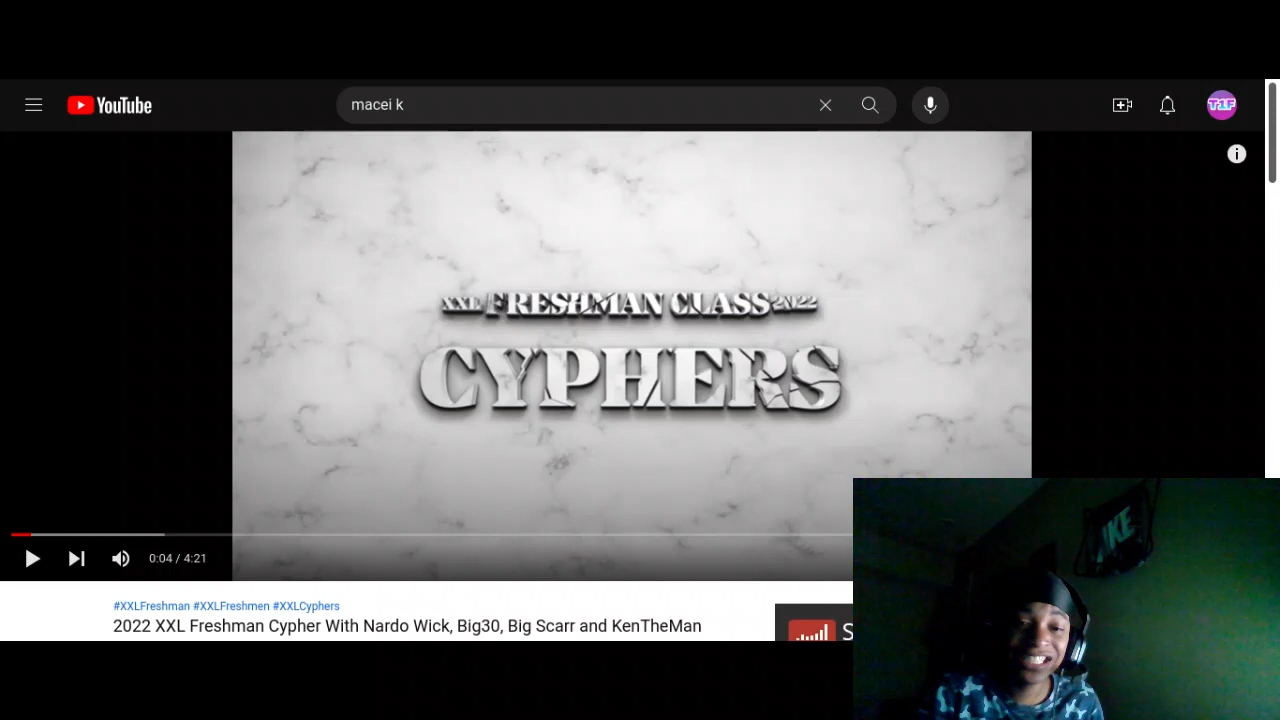 YouTube
macei k
T1F
XXL FRESHMAN CLASS 2022
CYPHERS
0:04 / 4:21
#XXLFreshman #XXLFreshmen #XXLCyphers
2022 XXL Freshman Cypher With Nardo Wick, Big30, Big Scarr and KenTheMan
S